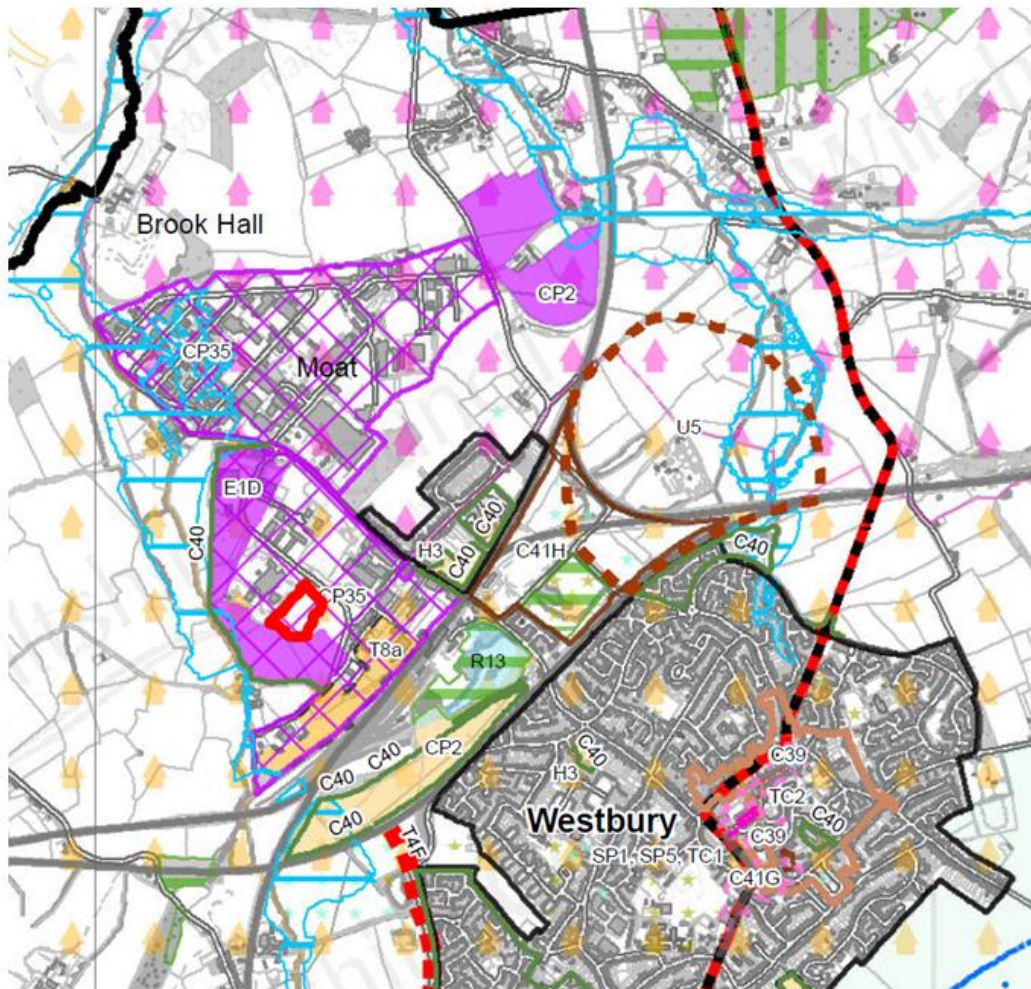 Brook Hall
CP2
CP35
Moat
U5
E1D
C40
C40
H3
C40
C41H
C40
CP35
T8a
R13
C40
CP2
C40
C40
C40
H3
C39
TC2
C40
Westbury
C39
SP1, SP5, TC1
T4F
C41G